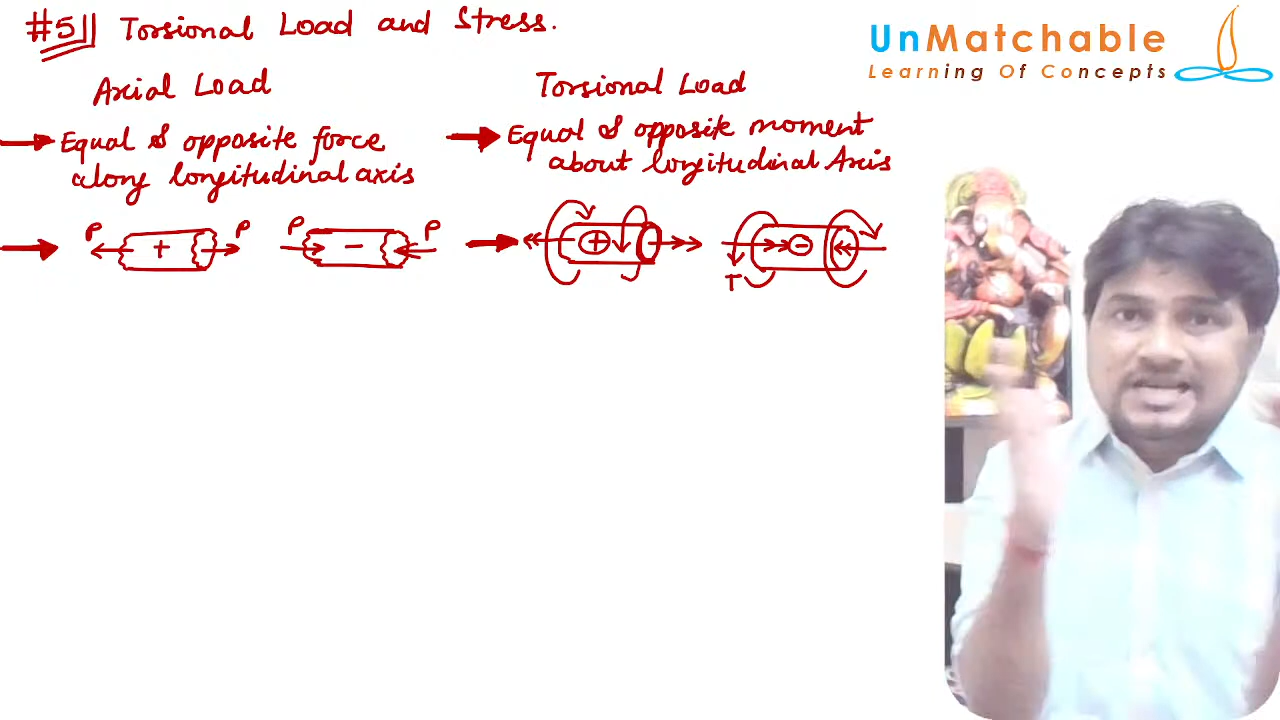 #5 Torsional Load and Stress.
UnMatchable
Learning Of Concepts
Axial Load
→ Equal & opposite force
along longitudinal axis
P + P P - P
Torsional Load
→ Equal & opposite moment
about longitudinal Axis
+ -
T